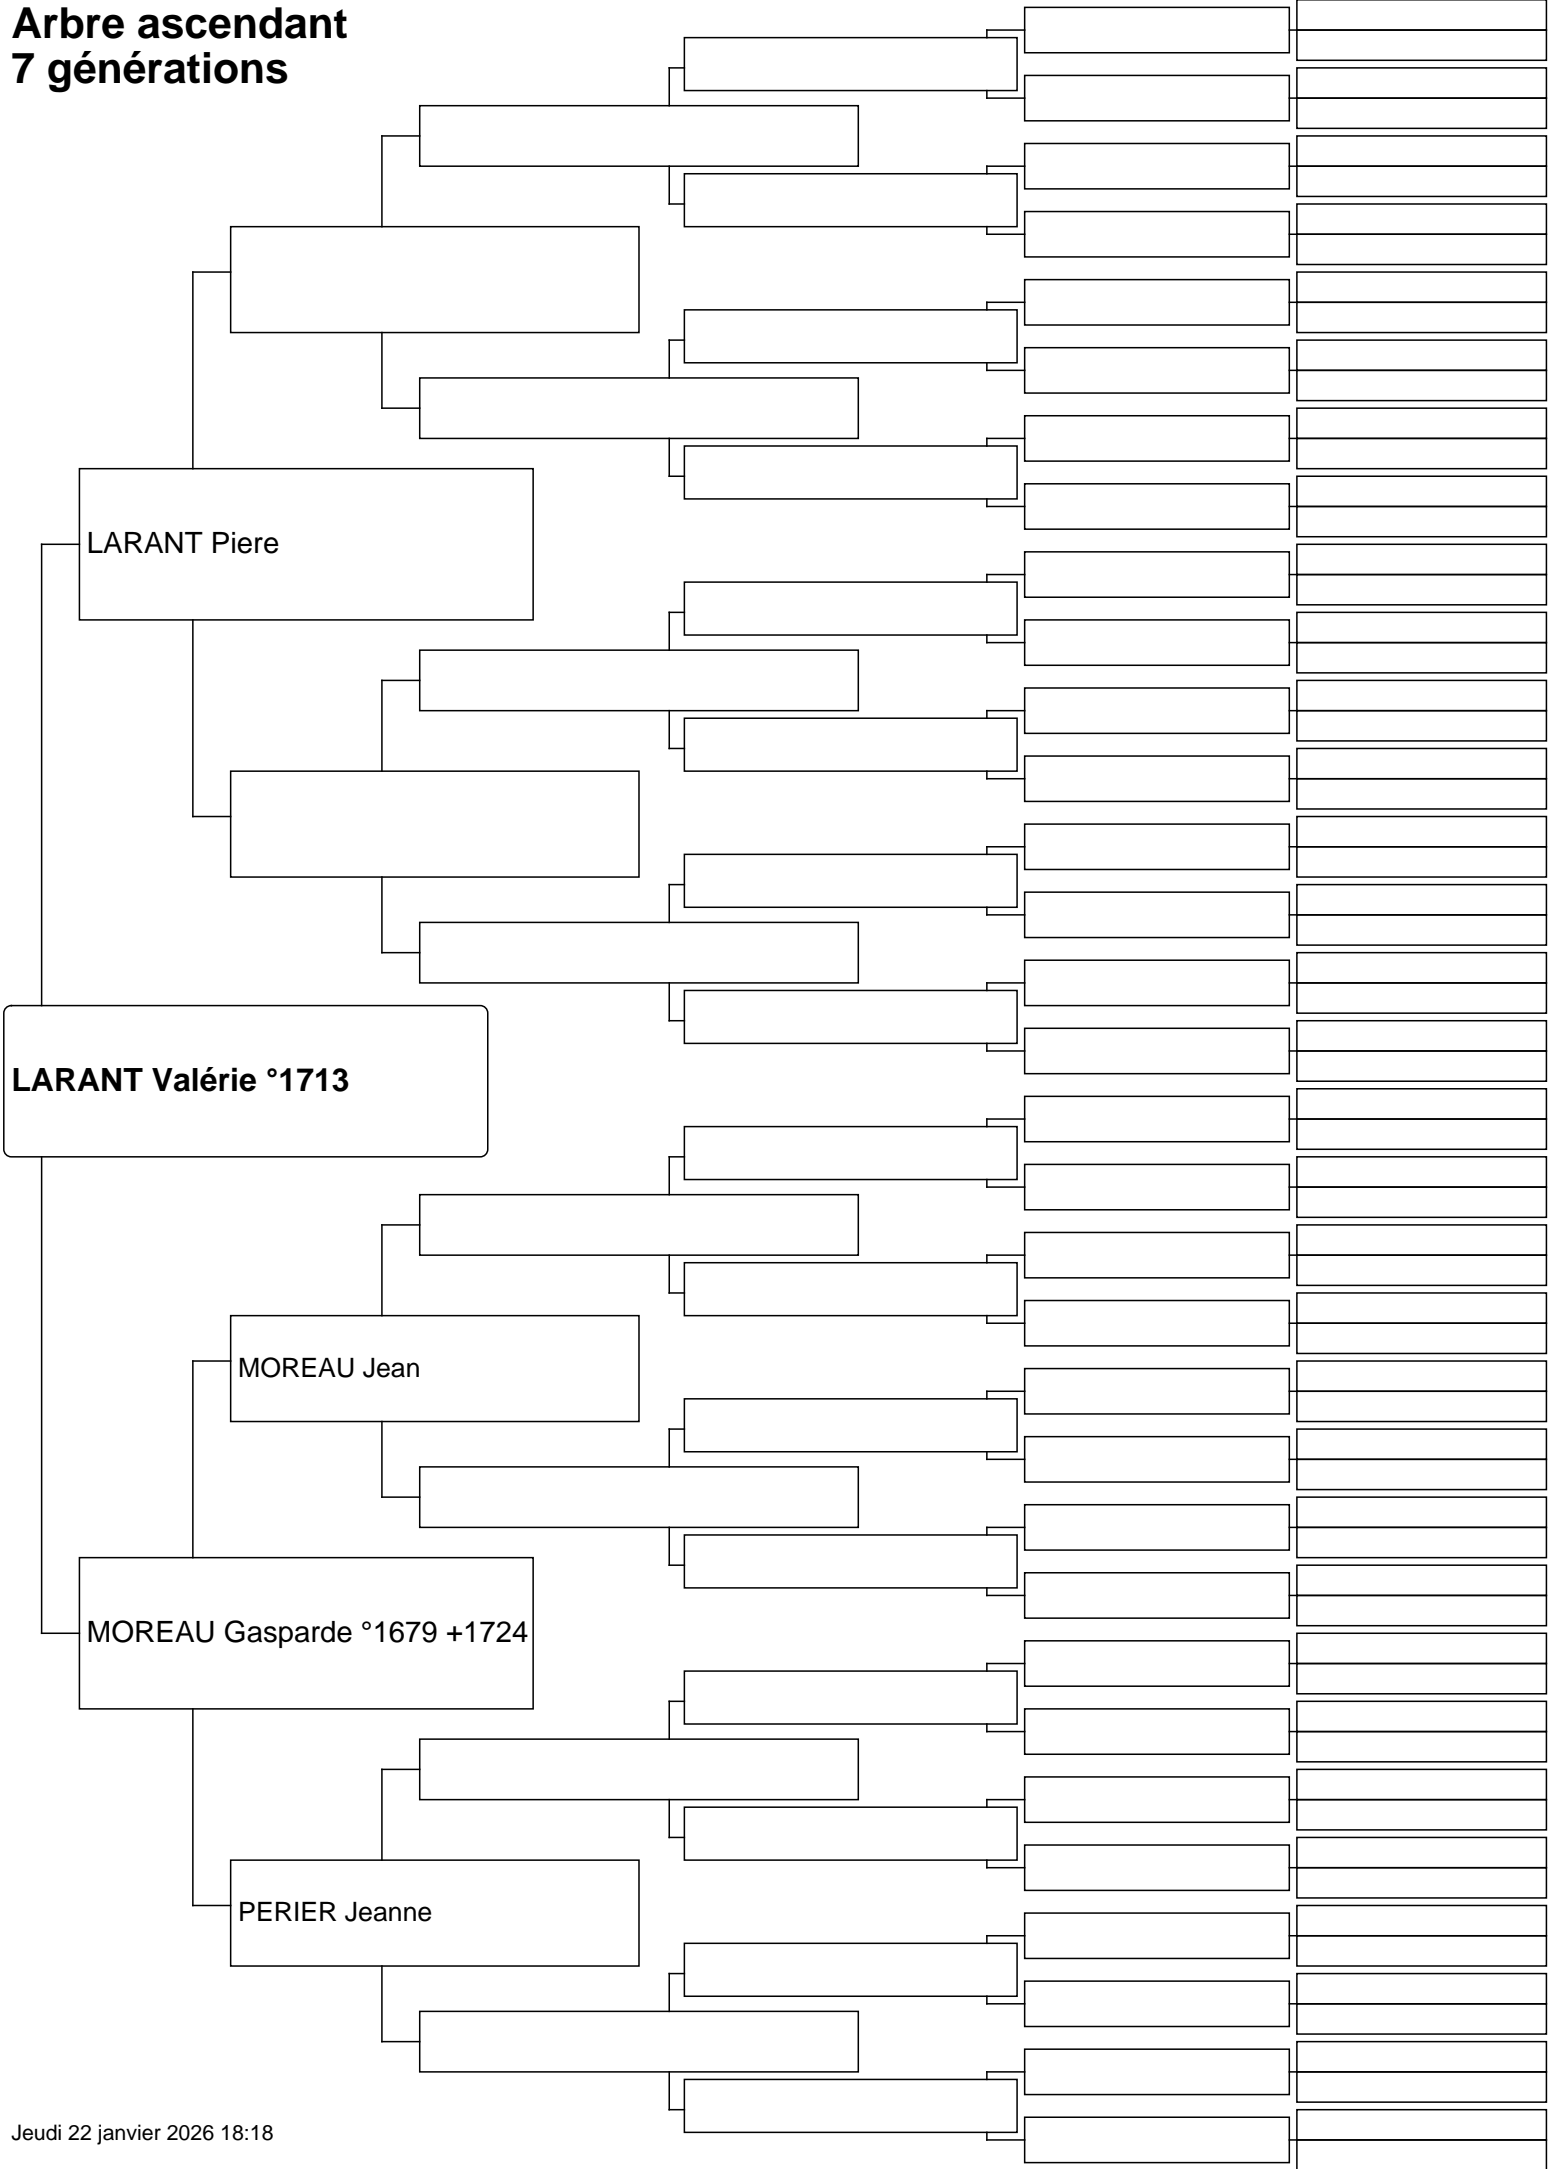 Arbre ascendant
7 générations
LARANT Piere
LARANT Valérie °1713
MOREAU Jean
MOREAU Gasparde °1679 +1724
PERIER Jeanne
Jeudi 22 janvier 2026 18:18